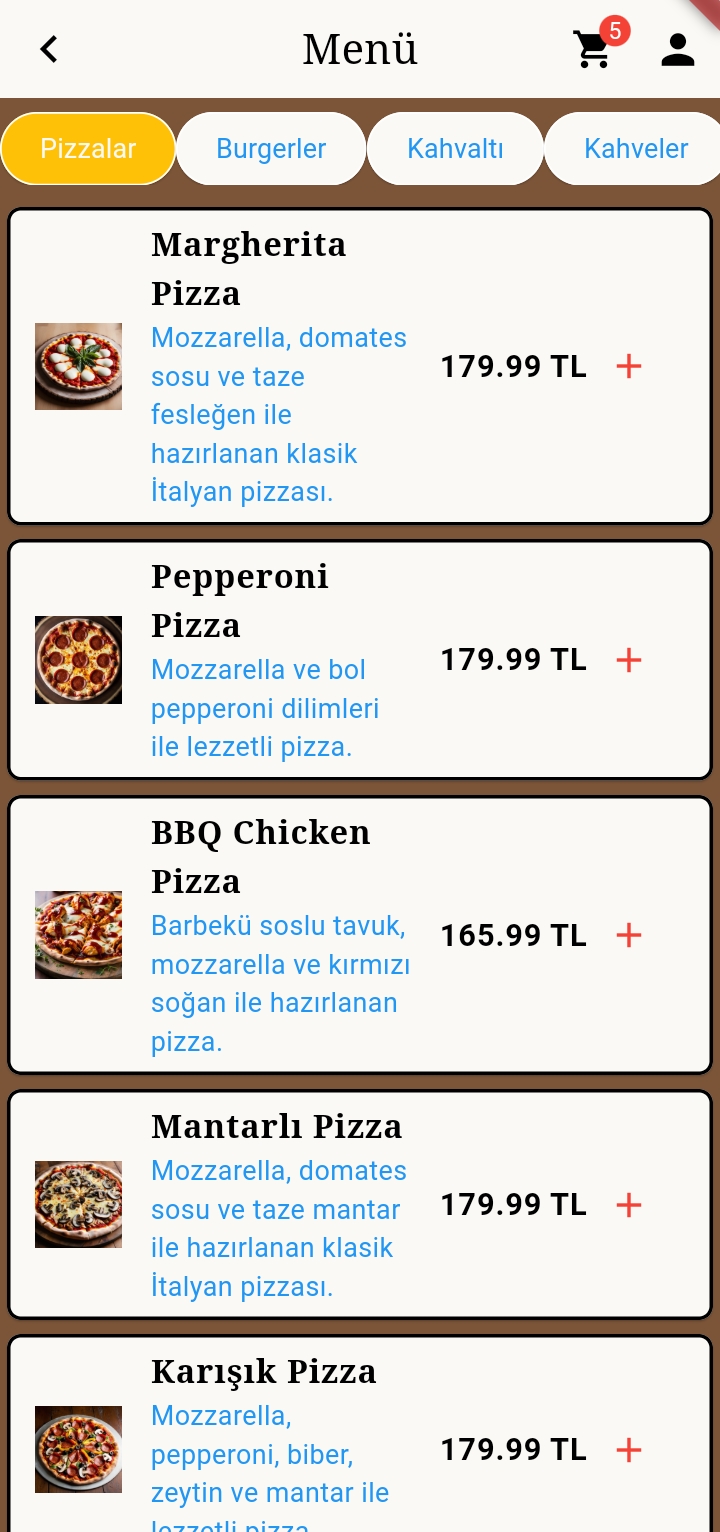 Menü
5
Pizzalar
Burgerler
Kahvaltı
Kahveler
Margherita
Pizza
Mozzarella, domates
sosu ve taze
fesleğen ile
hazırlanan klasik
İtalyan pizzası.
179.99 TL
Pepperoni
Pizza
Mozzarella ve bol
pepperoni dilimleri
ile lezzetli pizza.
179.99 TL
BBQ Chicken
Pizza
Barbekü soslu tavuk,
mozzarella ve kırmızı
soğan ile hazırlanan
pizza.
165.99 TL
Mantarlı Pizza
Mozzarella, domates
sosu ve taze mantar
ile hazırlanan klasik
İtalyan pizzası.
179.99 TL
Karışık Pizza
Mozzarella,
pepperoni, biber,
zeytin ve mantar ile
lezzetli pizza
179.99 TL